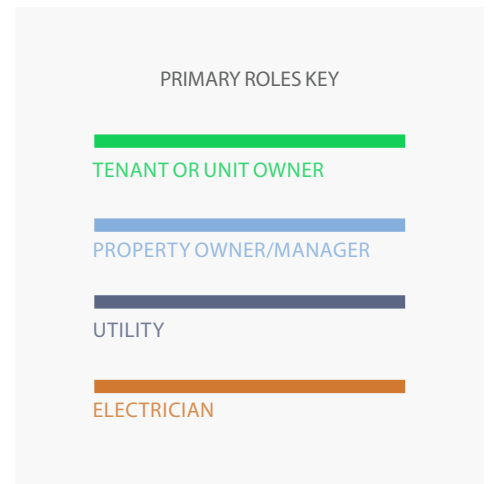 PRIMARY ROLES KEY
TENANT OR UNIT OWNER
PROPERTY OWNER/MANAGER
UTILITY
ELECTRICIAN